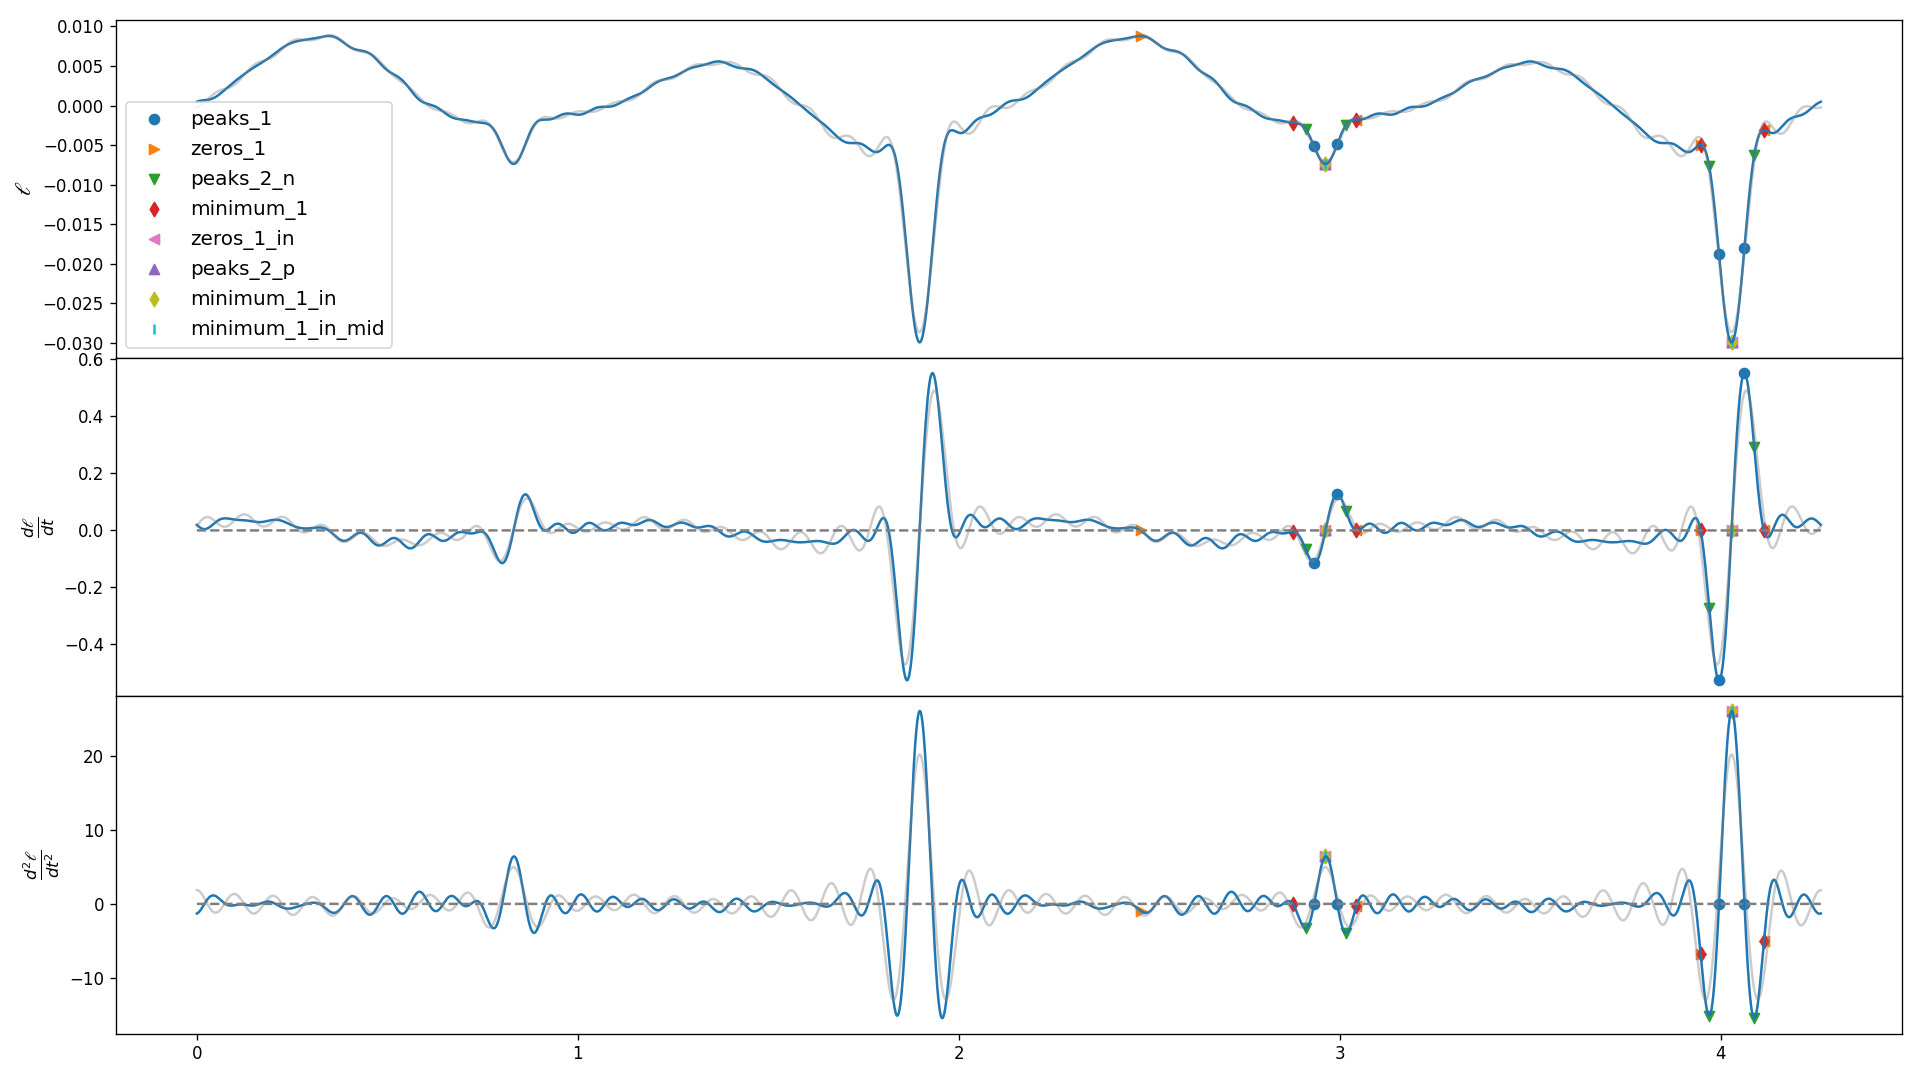 0.010
0.005
0.000
−0.005
−0.010
−0.015
−0.020
−0.025
−0.030
ℓ
peaks_1
zeros_1
peaks_2_n
minimum_1
zeros_1_in
peaks_2_p
minimum_1_in
minimum_1_in_mid
0.6
0.4
0.2
0.0
−0.2
−0.4
dℓ
dt
20
10
0
−10
d²ℓ
dt²
0 1 2 3 4